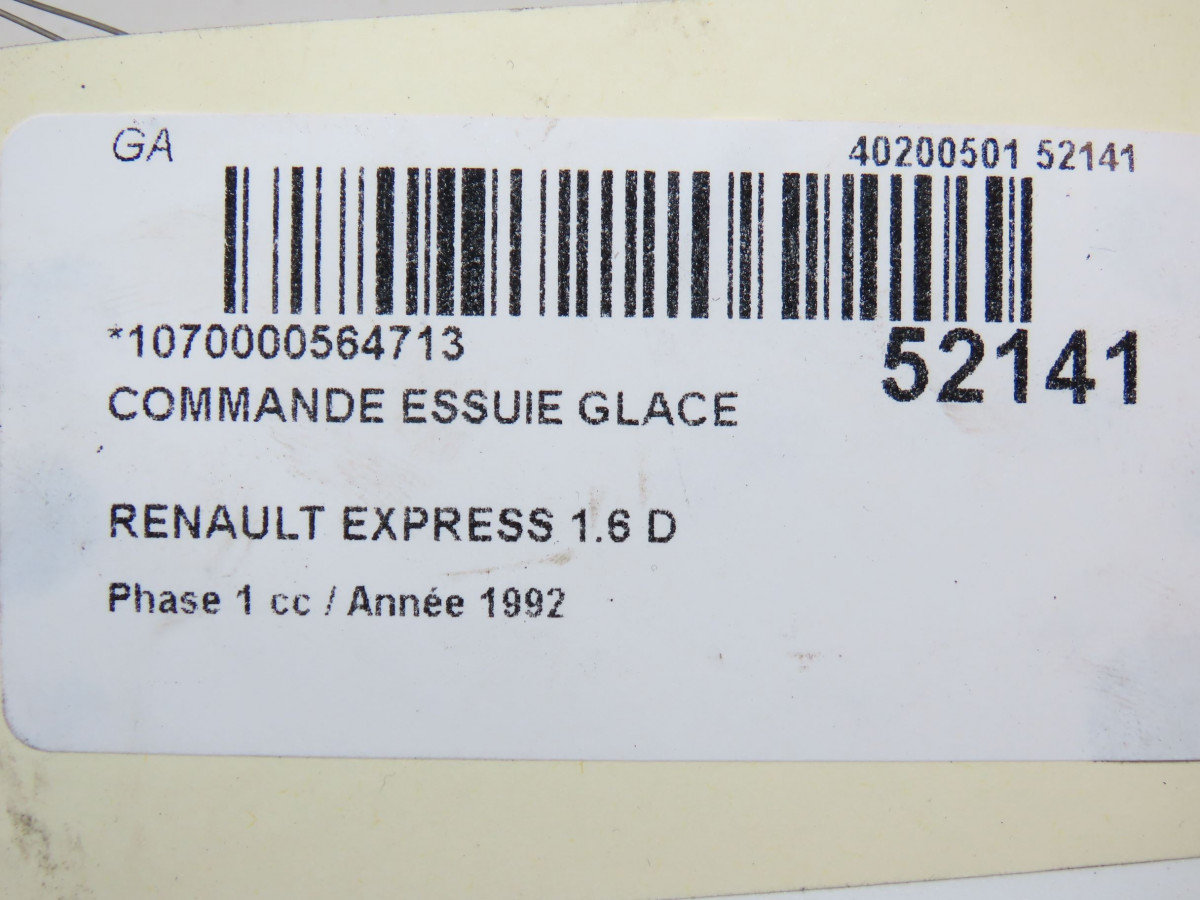 GA
40200501 52141
*1070000564713
52141
COMMANDE ESSUIE GLACE
RENAULT EXPRESS 1.6 D
Phase 1 cc / Année 1992